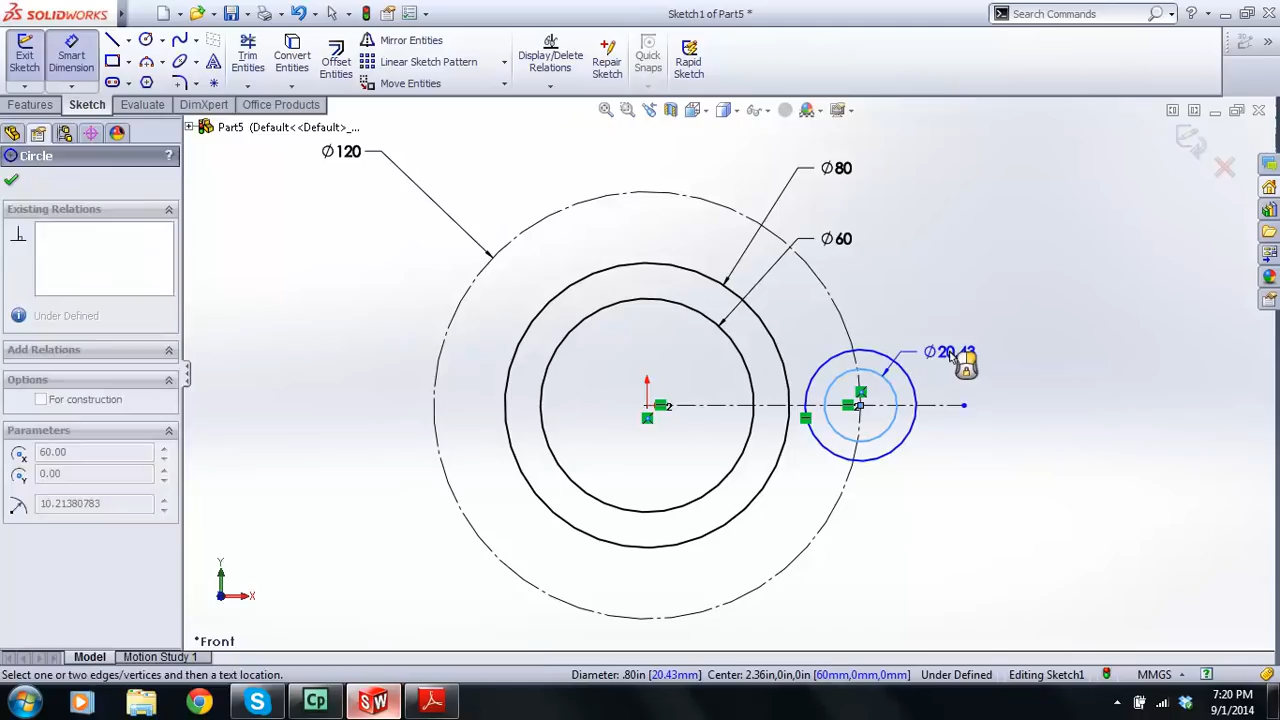 SOLIDWORKS
Sketch1 of Part5 *
Search Commands
Exit Sketch
Smart Dimension
Trim Entities
Convert Entities
Offset Entities
Mirror Entities
Linear Sketch Pattern
Move Entities
Display/Delete Relations
Repair Sketch
Quick Snaps
Rapid Sketch
Features
Sketch
Evaluate
DimXpert
Office Products
Part5 (Default<<Default>_...
Circle
?
Existing Relations
Under Defined
Add Relations
Options
For construction
Parameters
60.00
0.00
10.21380783
Ø120
Ø80
Ø60
Ø20.43
2
2
Y
X
*Front
Model
Motion Study 1
Select one or two edges/vertices and then a text location.
Diameter: .80in [20.43mm] Center: 2.36in,0in,0in [60mm,0mm,0mm]
Under Defined
Editing Sketch1
MMGS
7:20 PM
9/1/2014